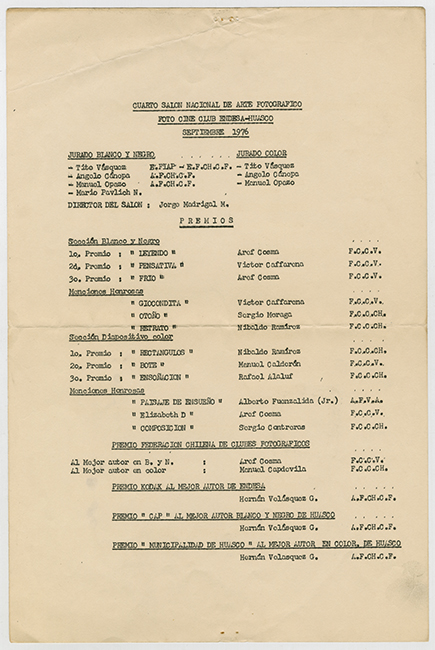 CUARTO SALON NACIONAL DE ARTE FOTOGRAFICO
FOTO CINE CLUB ENDESA-HUASCO
SEPTIEMBRE 1976
JURADO BLANCO Y NEGRO . . . . . . JURADO COLOR
- Tito Vásquez E.FIAP - E.F.CH.C.F. - Tito Vásquez
- Angelo Cánepa A.F.CH.C.F. - Angelo Cánepa
- Manuel Opazo A.F.CH.C.F. - Manuel Opazo
- Mario Pavlich N.
DIRECTOR DEL SALON : Jorge Madrigal M.
P R E M I O S
Sección Blanco y Negro . . . .
1o. Premio : " LEYENDO " Aref Cosma F.C.C.V.
2d. Premio : " PENSATIVA " Victor Caffarena F.C.C.V.
3o. Premio : " FRIO " Aref Cosma F.C.C.V.
Menciones Honrosas . . . .
" GIOCONDITA " Victor Caffarena F.C.C.V.
" OTOÑO " Sergio Moraga F.C.C.CH.
" RETRATO " Nibaldo Ramírez F.C.C.CH.
Sección Diapositivo color . . . .
1o. Premio : " RECTANGULOS " Nibaldo Ramírez F.C.C.CH.
2o. Premio : " BOTE " Manuel Calderón F.C.C.CH.
3o. Premio : " ENSOÑACION " Rafael Alaluf F.C.C.CH.
Menciones Honrosas . . . .
" PAISAJE DE ENSUEÑO " Alberto Fuenzalida (Jr.) A.F.V.A.
" Elizabeth D " Aref Cosma F.C.C.V.
" COMPOSICION " Sergio Contreras F.C.C.CH.
PREMIO FEDERACION CHILENA DE CLUBES FOTOGRAFICOS . . . .
Al Mejor autor en B. y N. : Aref Cosma F.C.C.V.
Al Mejor autor en color : Manuel Capdevila F.C.C.CH.
PREMIO KODAK AL MEJOR AUTOR DE ENDESA . . . . .
Hernán Velásquez G. A.F.CH.C.F.
PREMIO " CAP " AL MEJOR AUTOR BLANCO Y NEGRO DE HUASCO . . . . .
Hernán Velásquez G. A.F.CH.C.F.
PREMIO " MUNICIPALIDAD DE HUASCO " AL MEJOR AUTOR EN COLOR, DE HUASCO
Hernán Velasquez G. A.F.CH.C.F.